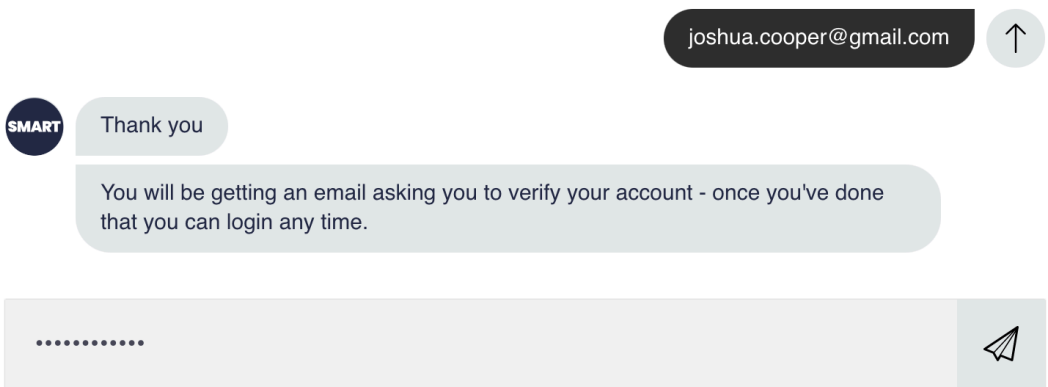 joshua.cooper@gmail.com
SMART
Thank you
You will be getting an email asking you to verify your account - once you've done
that you can login any time.
••••••••••••